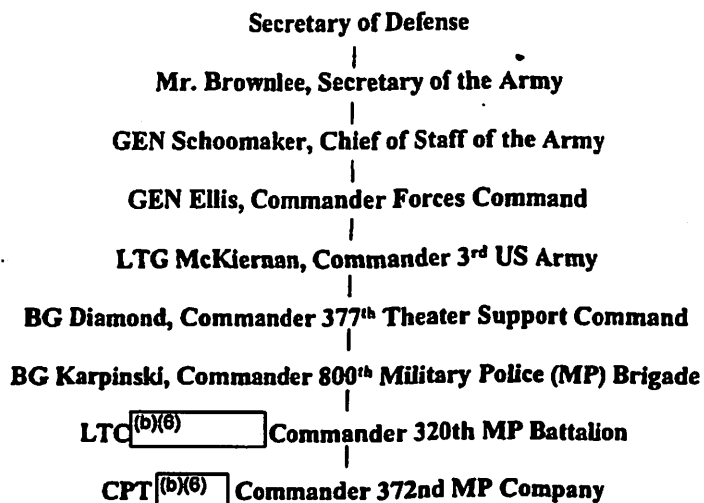 Secretary of Defense
Mr. Brownlee, Secretary of the Army
GEN Schoomaker, Chief of Staff of the Army
GEN Ellis, Commander Forces Command
LTG McKiernan, Commander 3rd US Army
BG Diamond, Commander 377th Theater Support Command
BG Karpinski, Commander 800th Military Police (MP) Brigade
LTC (b)(6) Commander 320th MP Battalion
CPT (b)(6) Commander 372nd MP Company